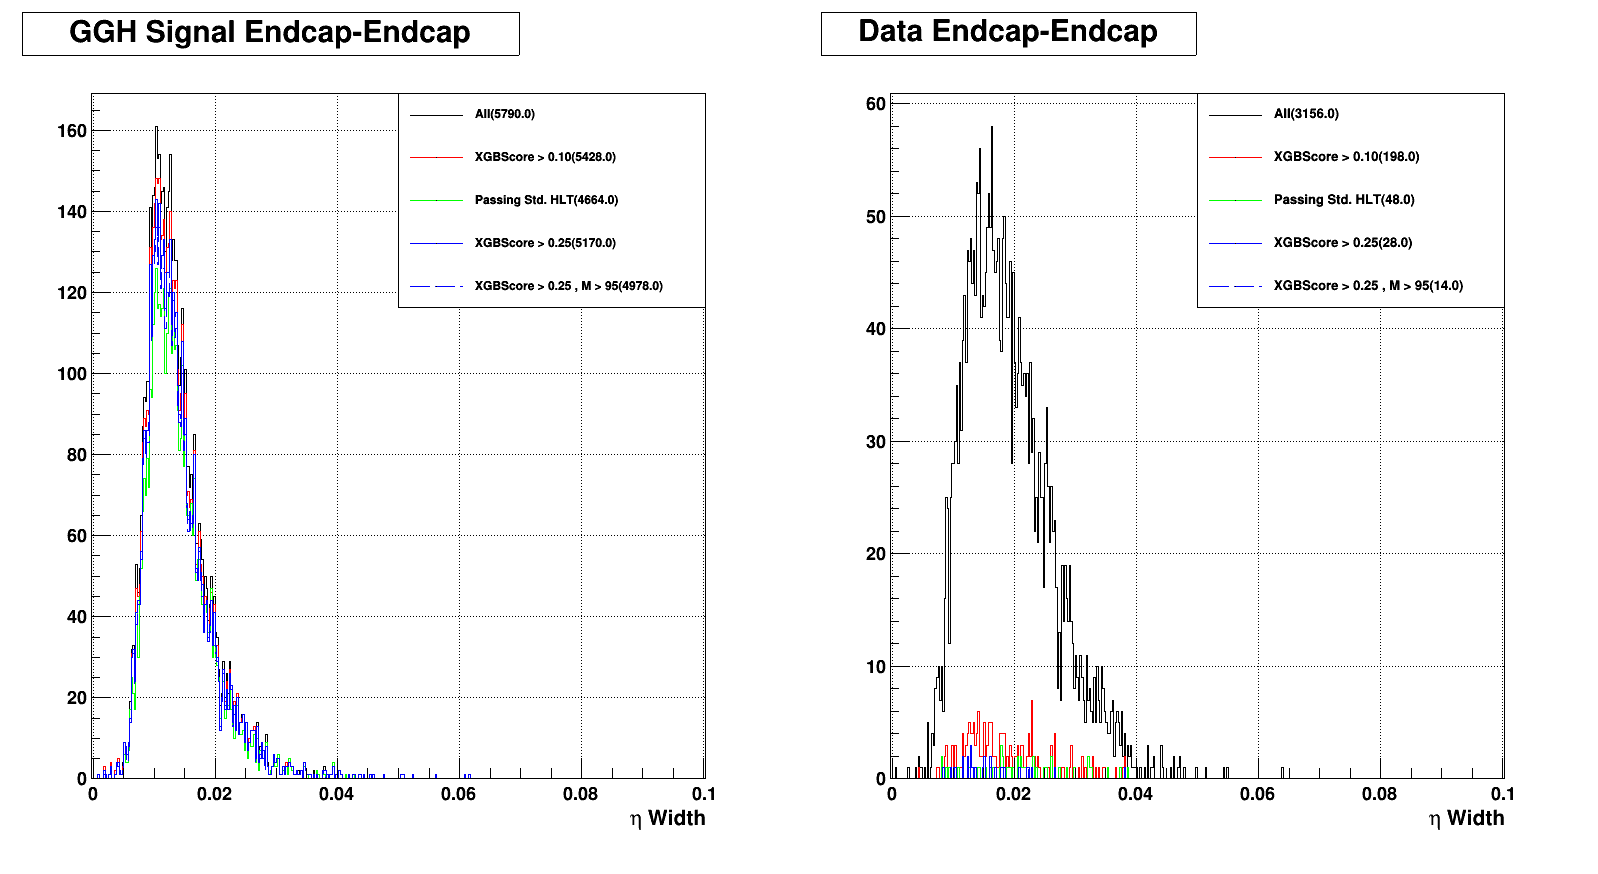 GGH Signal Endcap-Endcap
All(5790.0)
XGBScore > 0.10(5428.0)
Passing Std. HLT(4664.0)
XGBScore > 0.25(5170.0)
XGBScore > 0.25 , M > 95(4978.0)
160
140
120
100
80
60
40
20
0
0 0.02 0.04 0.06 0.08 0.1
η Width
Data Endcap-Endcap
All(3156.0)
XGBScore > 0.10(198.0)
Passing Std. HLT(48.0)
XGBScore > 0.25(28.0)
XGBScore > 0.25 , M > 95(14.0)
60
50
40
30
20
10
0
0 0.02 0.04 0.06 0.08 0.1
η Width